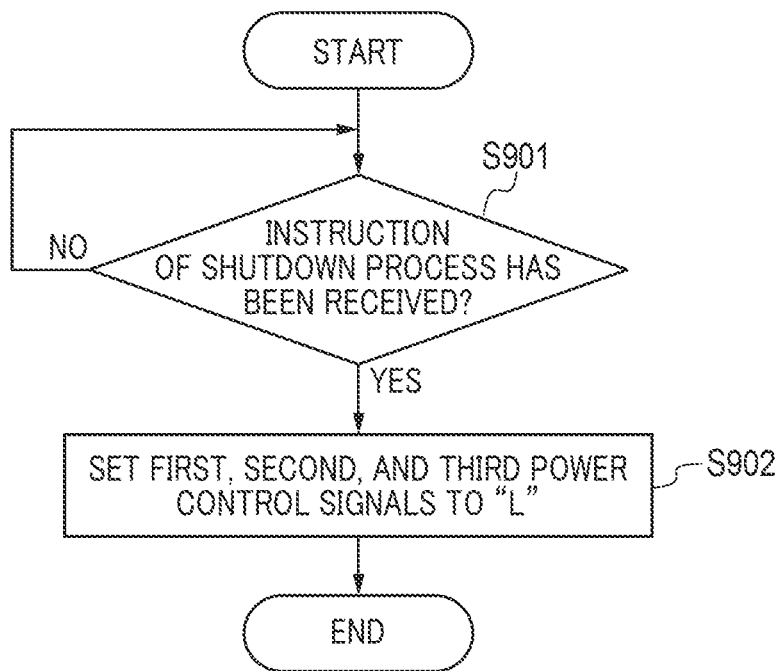 START
S901
INSTRUCTION
OF SHUTDOWN PROCESS HAS
BEEN RECEIVED?
NO
YES
SET FIRST, SECOND, AND THIRD POWER
CONTROL SIGNALS TO “L”
S902
END